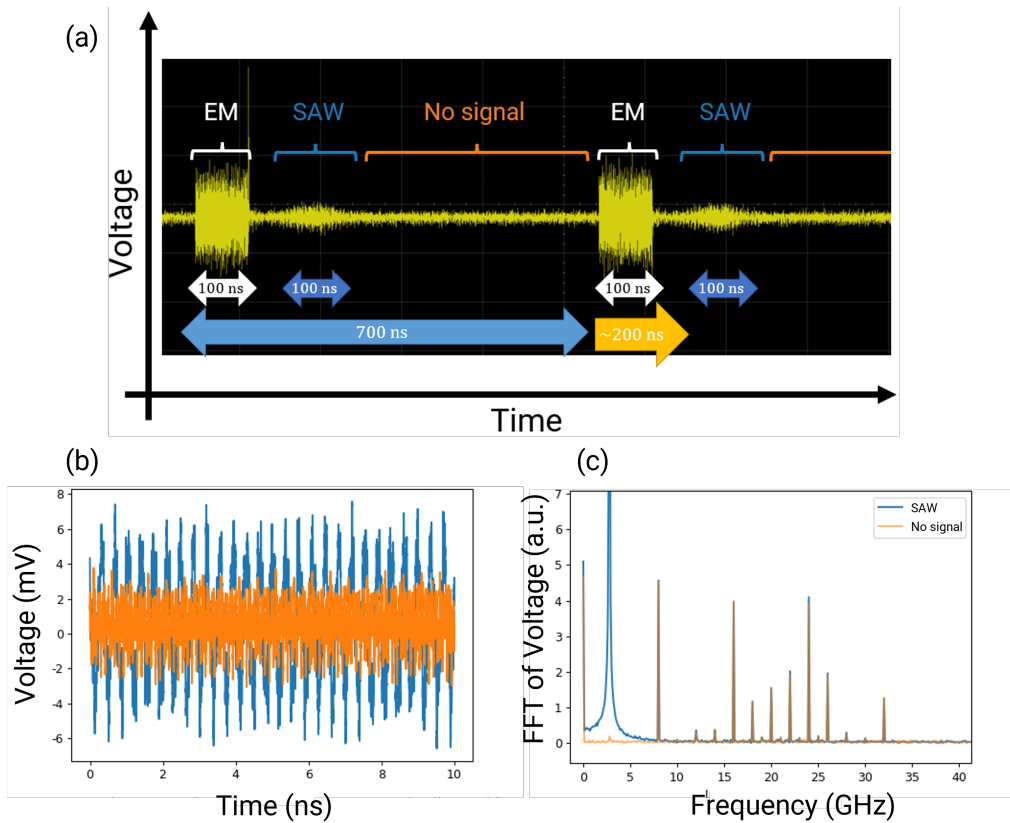 (a)
Voltage
EM SAW No signal EM SAW
100 ns 100 ns 100 ns 100 ns
700 ns ~200 ns
Time
(b) (c)
Voltage (mV)
8
6
4
2
0
-2
-4
-6
0 2 4 6 8 10
Time (ns)
FFT of Voltage (a.u.)
7
6
5
4
3
2
1
0
SAW
No signal
0 5 10 15 20 25 30 35 40
Frequency (GHz)